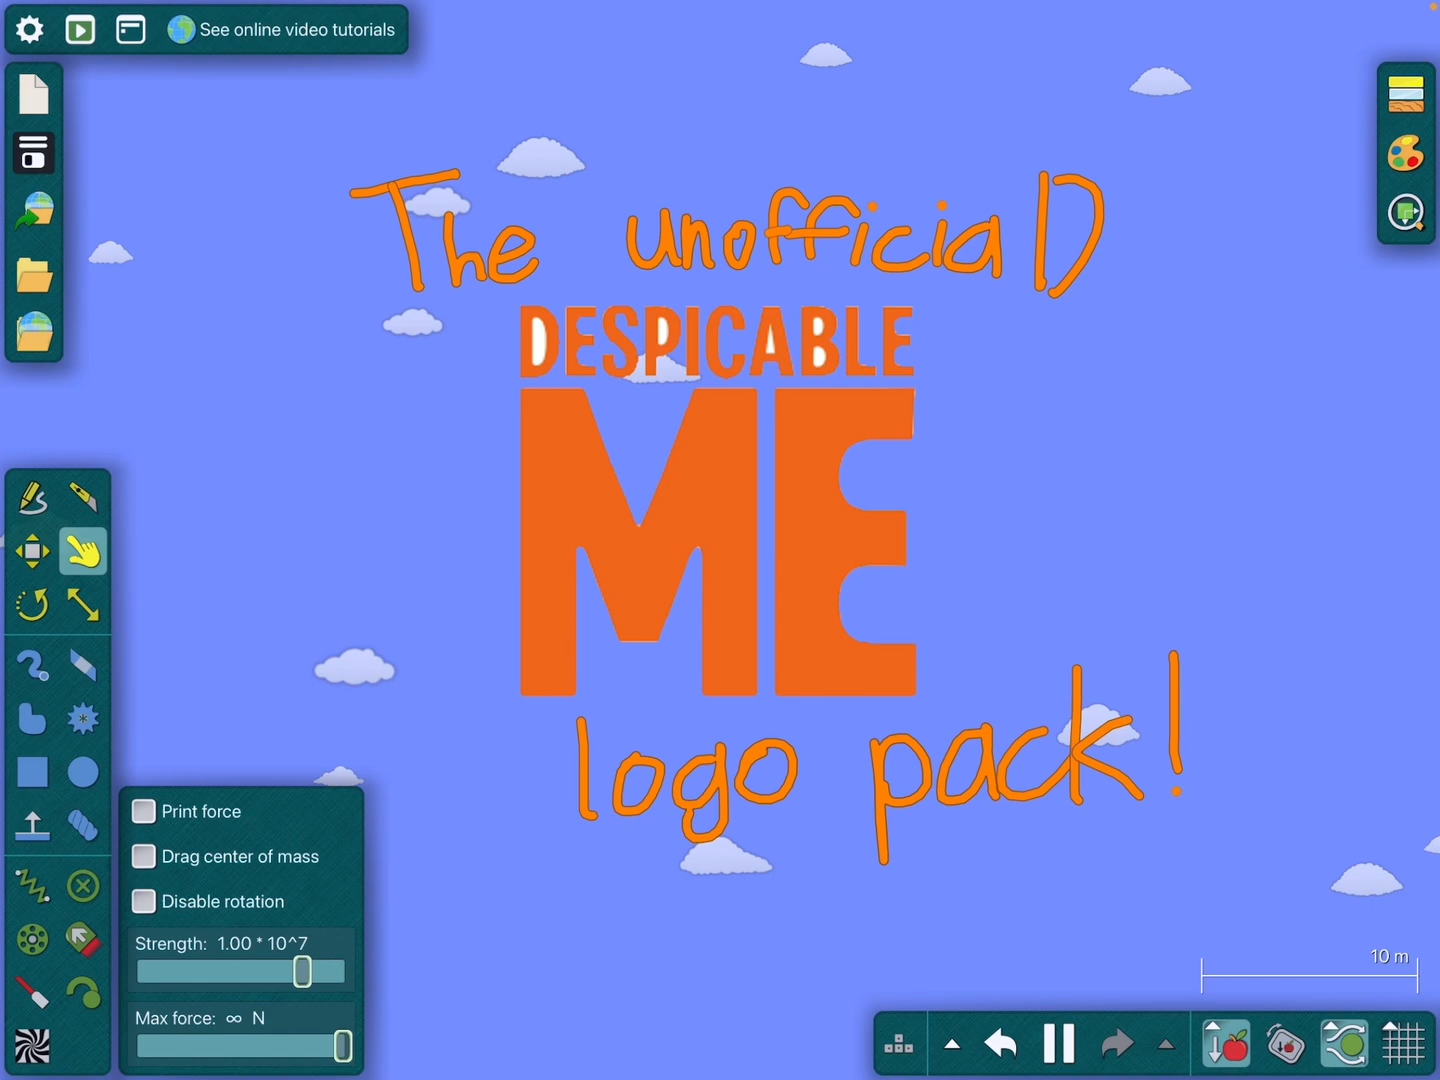 See online video tutorials
The unofficiaD
DESPICABLE
ME
logo pack!
Print force
Drag center of mass
Disable rotation
Strength: 1.00 * 10^7
Max force: ∞ N
10 m